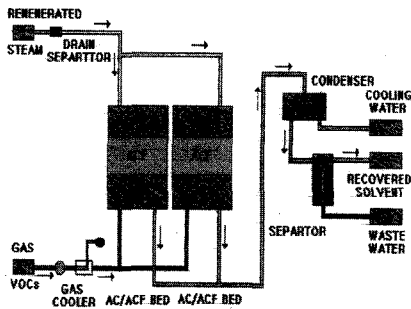 RENENERATED
STEAM
DRAIN
SEPARTTOR
CONDENSER
COOLING
WATER
RECOVERED
SOLVENT
SEPARTOR
WASTE
WATER
GAS
VOCs
GAS
COOLER
AC/ACF BED
AC/ACF BED